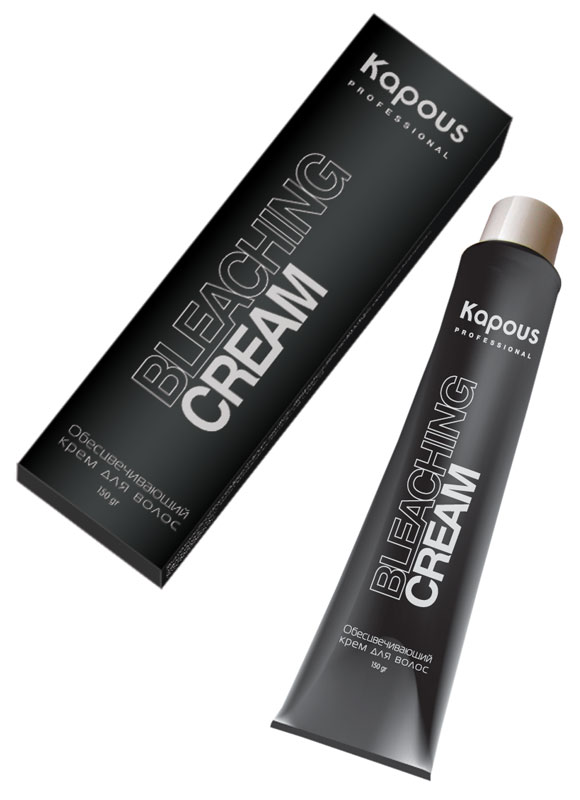 Kapous
PROFESSIONAL
BLEACHING
CREAM
Обесцвечивающий
крем для волос
150 gr
Kapous
PROFESSIONAL
BLEACHING
CREAM
Обесцвечивающий
крем для волос
150 gr